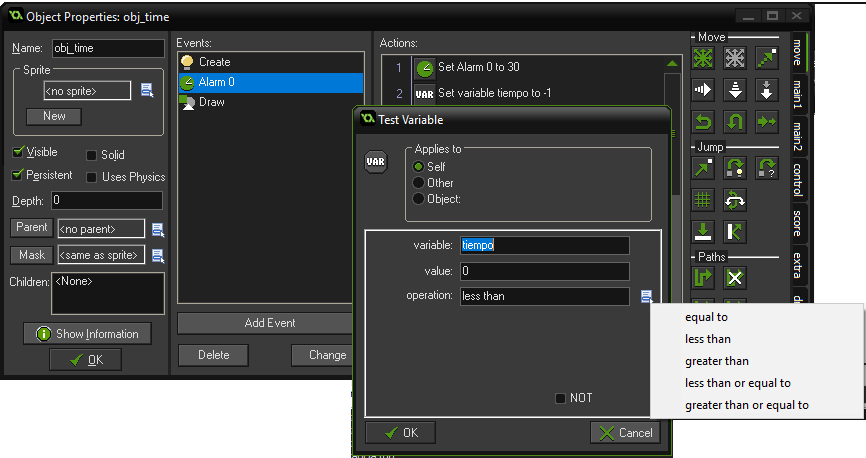 Object Properties: obj_time
Name: obj_time
Sprite
<no sprite>
New
Visible
Solid
Persistent
Uses Physics
Depth: 0
Parent <no parent>
Mask <same as sprite>
Children: <None>
Show Information
OK
Events:
Create
Alarm 0
Draw
Add Event
Delete
Change
Actions:
1 Set Alarm 0 to 30
2 VAR Set variable tiempo to -1
Test Variable
VAR
Applies to
Self
Other
Object:
variable: tiempo
value: 0
operation: less than
NOT
OK
Cancel
equal to
less than
greater than
less than or equal to
greater than or equal to
Move
Jump
Paths
move
main1
main2
control
score
extra